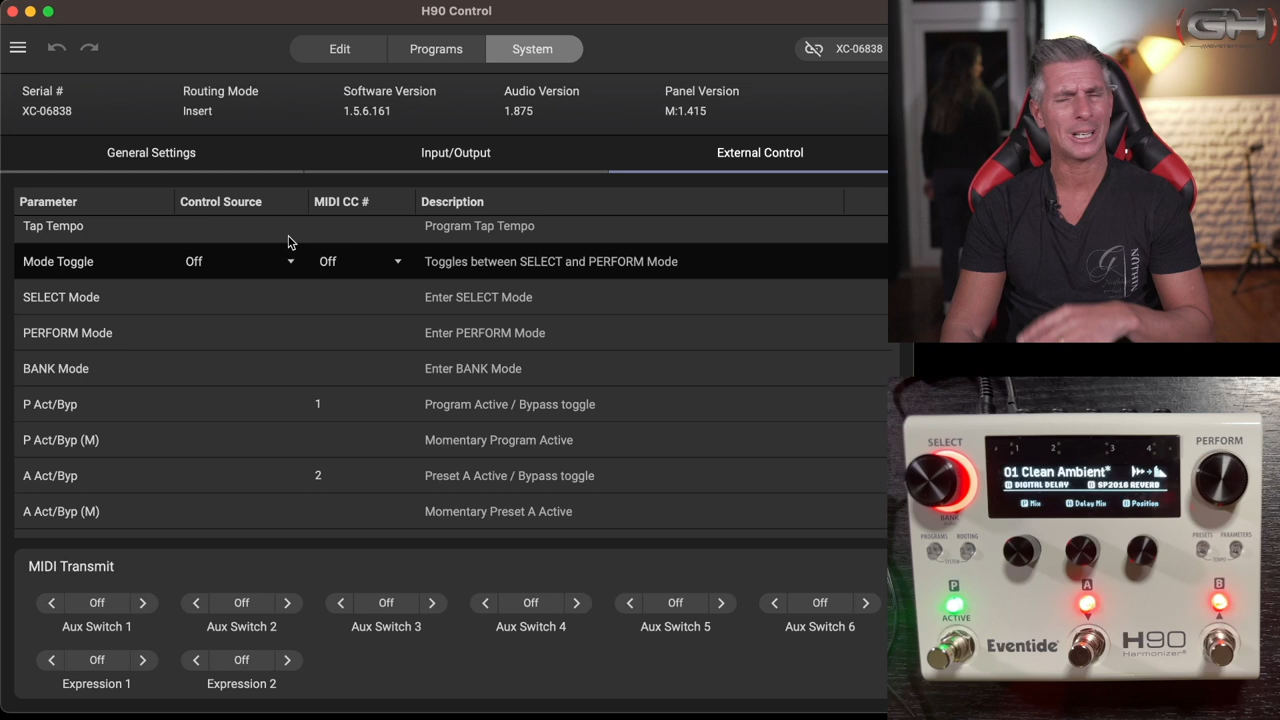 H90 Control
Edit
Programs
System
XC-06838
Serial #
Routing Mode
Software Version
Audio Version
Panel Version
XC-06838
Insert
1.5.6.161
1.875
M:1.415
General Settings
Input/Output
External Control
Parameter
Control Source
MIDI CC #
Description
Tap Tempo
Program Tap Tempo
Mode Toggle
Off
Off
Toggles between SELECT and PERFORM Mode
SELECT Mode
Enter SELECT Mode
PERFORM Mode
Enter PERFORM Mode
BANK Mode
Enter BANK Mode
P Act/Byp
1
Program Active / Bypass toggle
P Act/Byp (M)
Momentary Program Active
A Act/Byp
2
Preset A Active / Bypass toggle
A Act/Byp (M)
Momentary Preset A Active
MIDI Transmit
Off
Off
Off
Off
Off
Off
Aux Switch 1
Aux Switch 2
Aux Switch 3
Aux Switch 4
Aux Switch 5
Aux Switch 6
Off
Off
Expression 1
Expression 2
GH
SELECT
PERFORM
1 2 3 4
01 Clean Ambient*
A DIGITAL DELAY
B SP2016 REVERB
P Mix
A Delay Mix
B Position
BANK
PROGRAMS
ROUTING
SYSTEM
PRESETS
PARAMETERS
TEMPO
P
A
B
ACTIVE
Eventide
H90
Harmonizer®